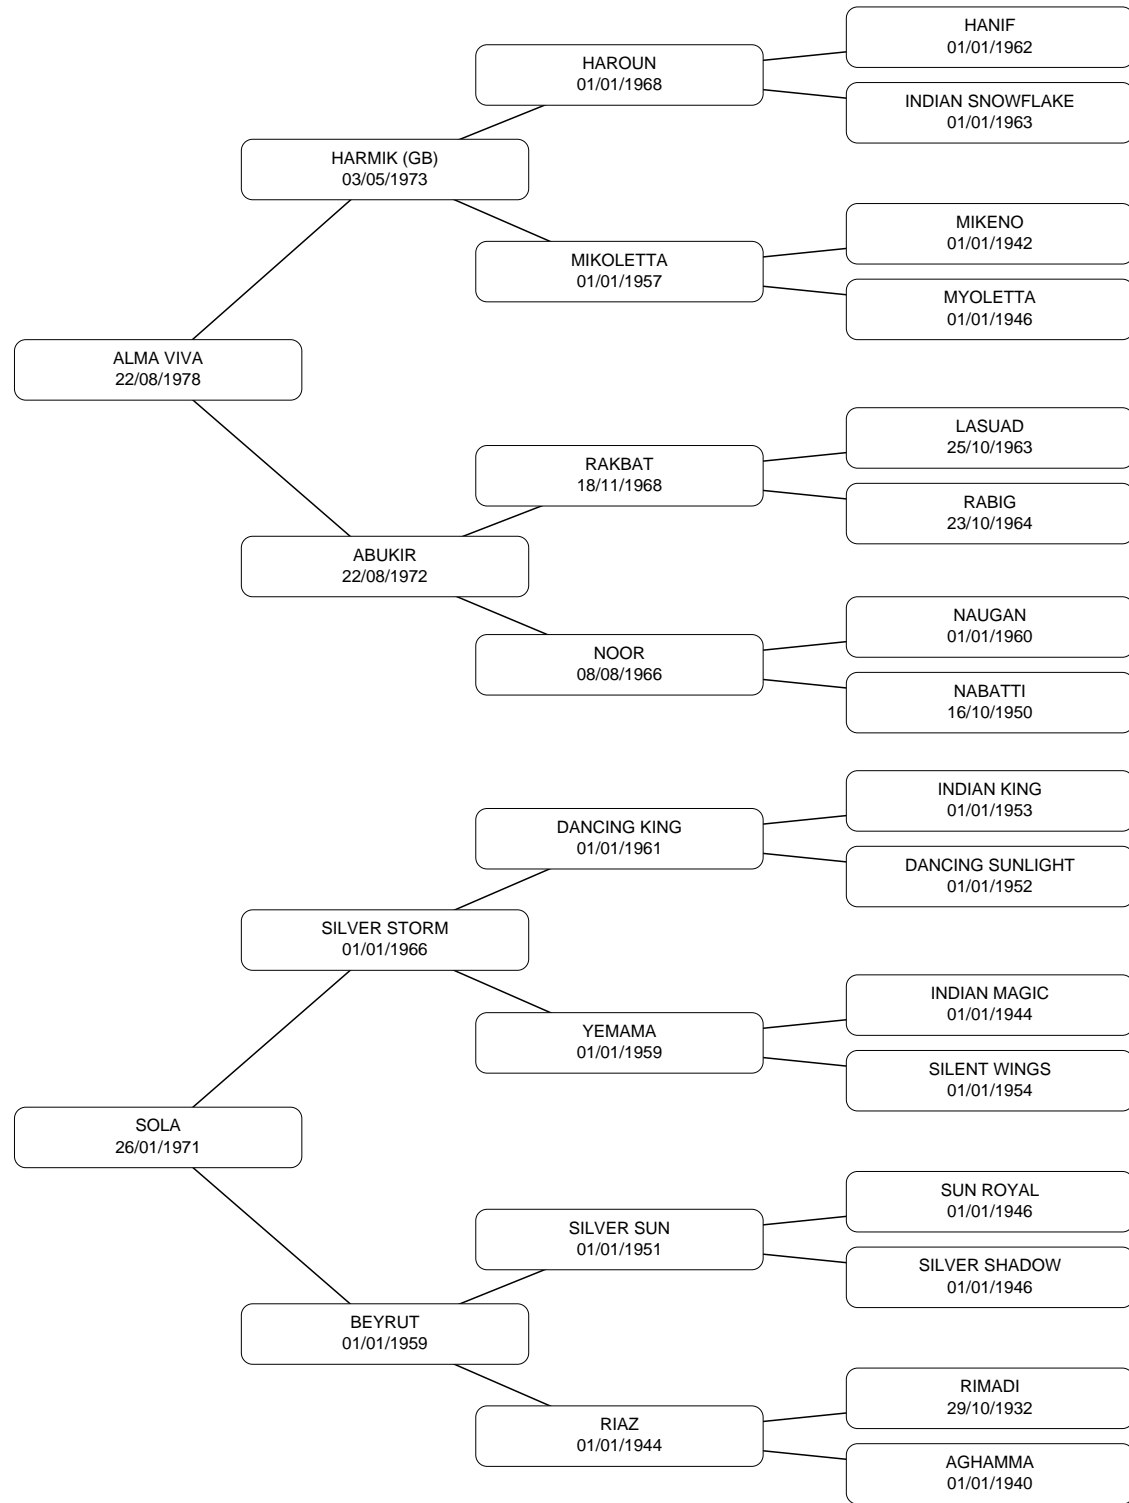 HANIF
01/01/1962
HAROUN
01/01/1968
INDIAN SNOWFLAKE
01/01/1963
HARMIK (GB)
03/05/1973
MIKENO
01/01/1942
MIKOLETTA
01/01/1957
MYOLETTA
01/01/1946
ALMA VIVA
22/08/1978
LASUAD
25/10/1963
RAKBAT
18/11/1968
RABIG
23/10/1964
ABUKIR
22/08/1972
NAUGAN
01/01/1960
NOOR
08/08/1966
NABATTI
16/10/1950
INDIAN KING
01/01/1953
DANCING KING
01/01/1961
DANCING SUNLIGHT
01/01/1952
SILVER STORM
01/01/1966
INDIAN MAGIC
01/01/1944
YEMAMA
01/01/1959
SILENT WINGS
01/01/1954
SOLA
26/01/1971
SUN ROYAL
01/01/1946
SILVER SUN
01/01/1951
SILVER SHADOW
01/01/1946
BEYRUT
01/01/1959
RIMADI
29/10/1932
RIAZ
01/01/1944
AGHAMMA
01/01/1940